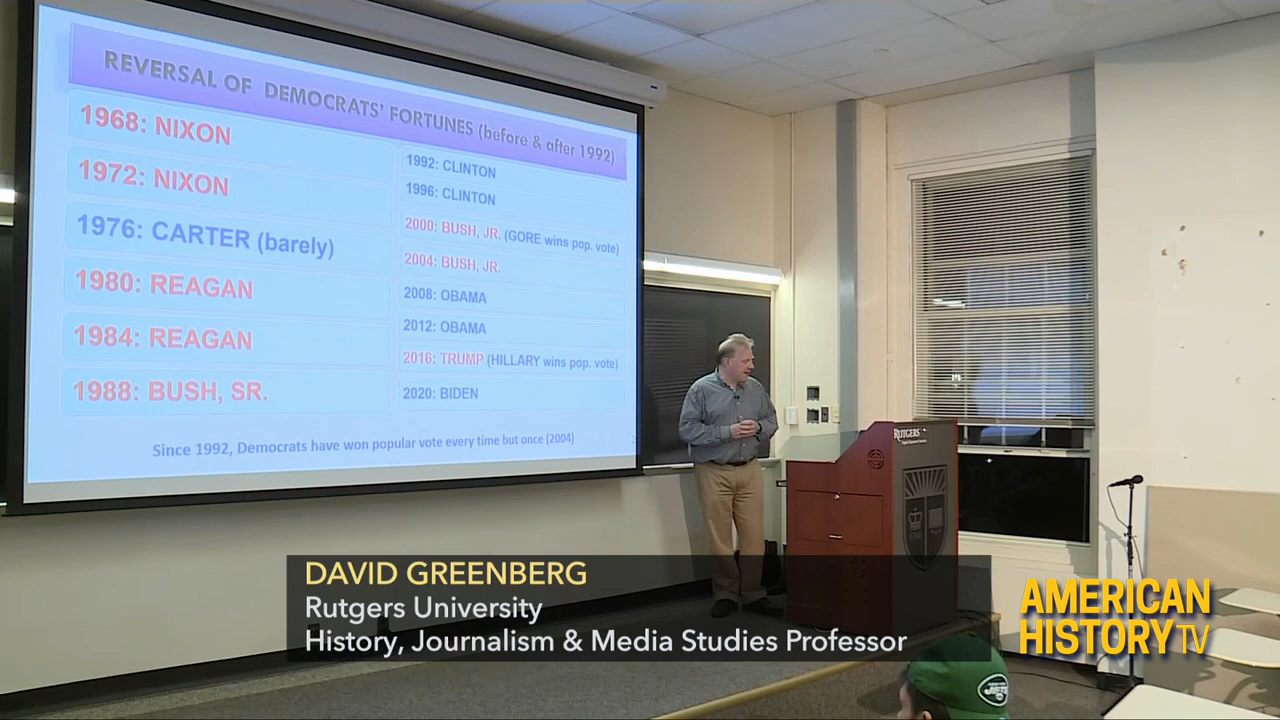 REVERSAL OF DEMOCRATS' FORTUNES (before & after 1992)
1968: NIXON
1972: NIXON
1976: CARTER (barely)
1980: REAGAN
1984: REAGAN
1988: BUSH, SR.
1992: CLINTON
1996: CLINTON
2000: BUSH, JR. (GORE wins pop. vote)
2004: BUSH, JR.
2008: OBAMA
2012: OBAMA
2016: TRUMP (HILLARY wins pop. vote)
2020: BIDEN
Since 1992, Democrats have won popular vote every time but once (2004)
RUTGERS
DAVID GREENBERG
Rutgers University
History, Journalism & Media Studies Professor
AMERICAN
HISTORY TV
JETS